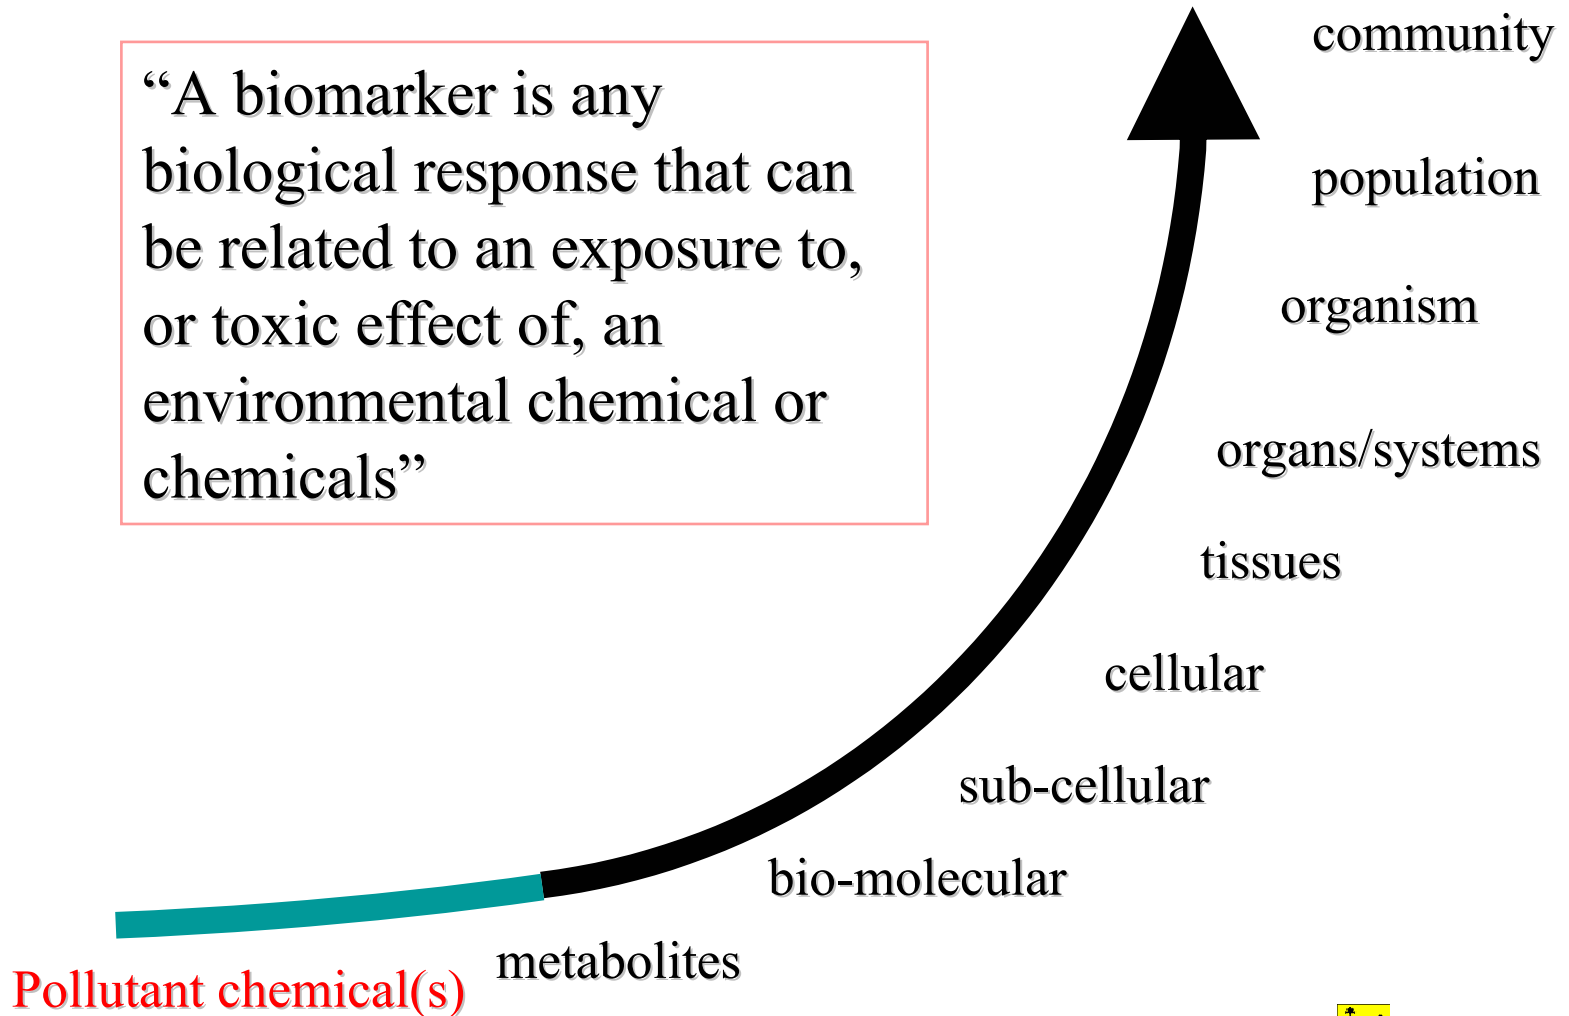 “A biomarker is any
biological response that can
be related to an exposure to,
or toxic effect of, an
environmental chemical or
chemicals”
community
population
organism
organs/systems
tissues
cellular
sub-cellular
bio-molecular
metabolites
Pollutant chemical(s)